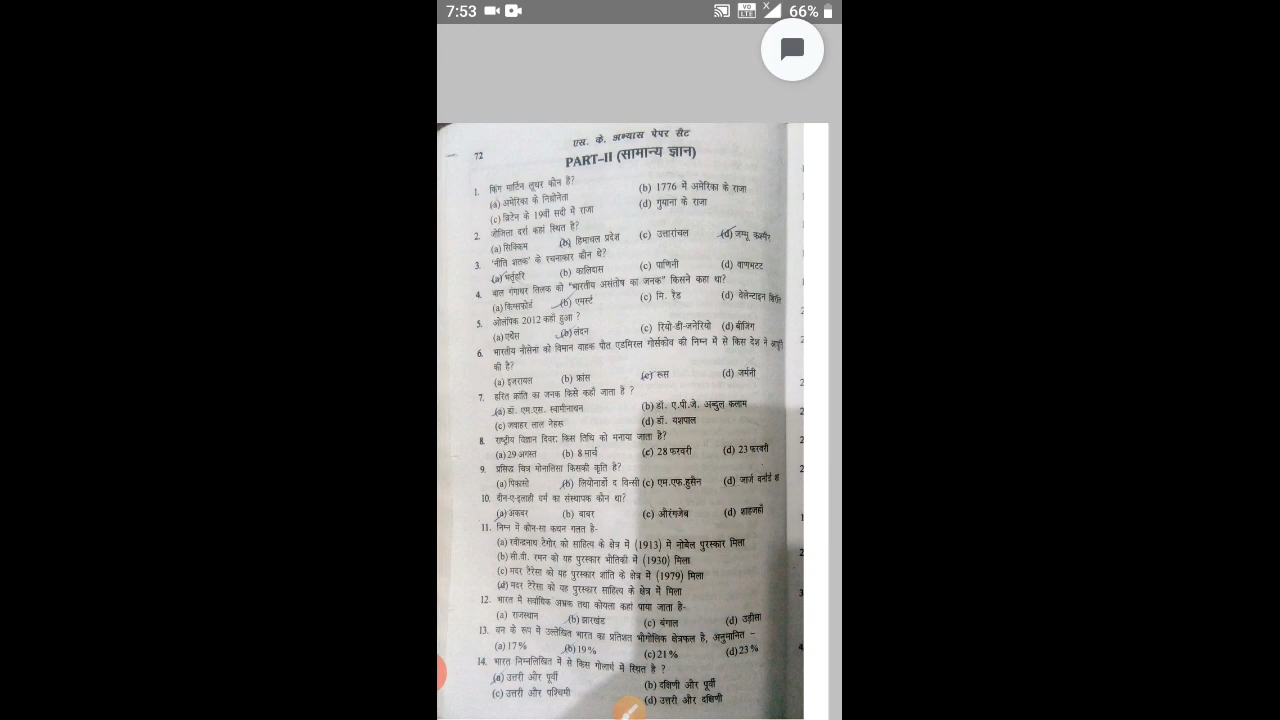 7:53 VO LTE X 66%
एस. के. अभ्यास पेपर सैट
72
PART–II (सामान्य ज्ञान)
1. किंग मार्टिन लूथर कौन है?
(a) अमेरिका के निग्रोनेता (b) 1776 में अमेरिका के राजा
(c) ब्रिटेन के 19वीं सदी में राजा (d) गुयाना के राजा
2. जोजिला दर्रा कहां स्थित है?
(a) सिक्किम (b) हिमाचल प्रदेश (c) उत्तारांचल (d) जम्मू कश्मीर
3. 'नीति शतक' के रचनाकार कौन थे?
(a) भर्तृहरि (b) कालिदास (c) पाणिनी (d) वाणभटट
4. बाल गंगाधर तिलक को "भारतीय असंतोष का जनक" किसने कहा था?
(a) किंग्सफोर्ड (b) एमर्स्ट (c) मि. रैड (d) वेलेन्टाइन
5. ओलंपिक 2012 कहाँ हुआ ?
(a) एथेंस (b) लंदन (c) रियो-डी-जनेरियो (d) बीजिंग
6. भारतीय नौसेना को विमान वाहक पौत एडमिरल गोर्सकोव की निम्न में से किस देश ने
की है?
(a) इजरायल (b) फ्रांस (c) रूस (d) जर्मनी
7. हरित क्रांति का जनक किसे कहाँ जाता है ?
(a) डॉ. एम.एस. स्वामीनाथन (b) डॉ. ए.पी.जे. अब्दुल कलाम
(c) जवाहर लाल नेहरू (d) डॉ. यशपाल
8. राष्ट्रीय विज्ञान दिवर; किस तिथि को मनाया जाता है?
(a) 29 अगस्त (b) 8 मार्च (c) 28 फरवरी (d) 23 फरवरी
9. प्रसिद्ध चित्र मोनालिसा किसकी कृति है?
(a) पिकासो (b) लियोनार्डो द विन्सी (c) एम.एफ.हुसैन (d) जार्ज बर्नार्ड
10. दीन-ए-इलाही धर्म का संस्थापक कौन था?
(a) अकबर (b) बाबर (c) औरंगजेब (d) शाहजहाँ
11. निम्न में कौन-सा कथन गलत है-
(a) रवीन्द्रनाथ टैगोर को साहित्य के क्षेत्र में (1913) में नोबेल पुरस्कार मिला
(b) सी.वी. रमन को यह पुरस्कार भौतिकी में (1930) मिला
(c) मदर टैरेसा को यह पुरस्कार शांति के क्षेत्र में (1979) मिला
(d) मदर टैरेसा को यह पुरस्कार साहित्य के क्षेत्र में मिला
12. भारत में सर्वाधिक अभ्रक तथा कोयला कहां पाया जाता है-
(a) राजस्थान (b) झारखंड (c) बंगाल (d) उड़ीसा
13. वन के रूप में उल्लेखित भारत का प्रतिशत भौगोलिक क्षेत्रफल है, अनुमानित –
(a) 17% (b) 19% (c) 21% (d) 23%
14. भारत निम्नलिखित में से किस गोलार्ध में स्थित है ?
(a) उत्तरी और पूर्वी (b) दक्षिणी और पूर्वी
(c) उत्तरी और पश्चिमी (d) उत्तरी और दक्षिणी